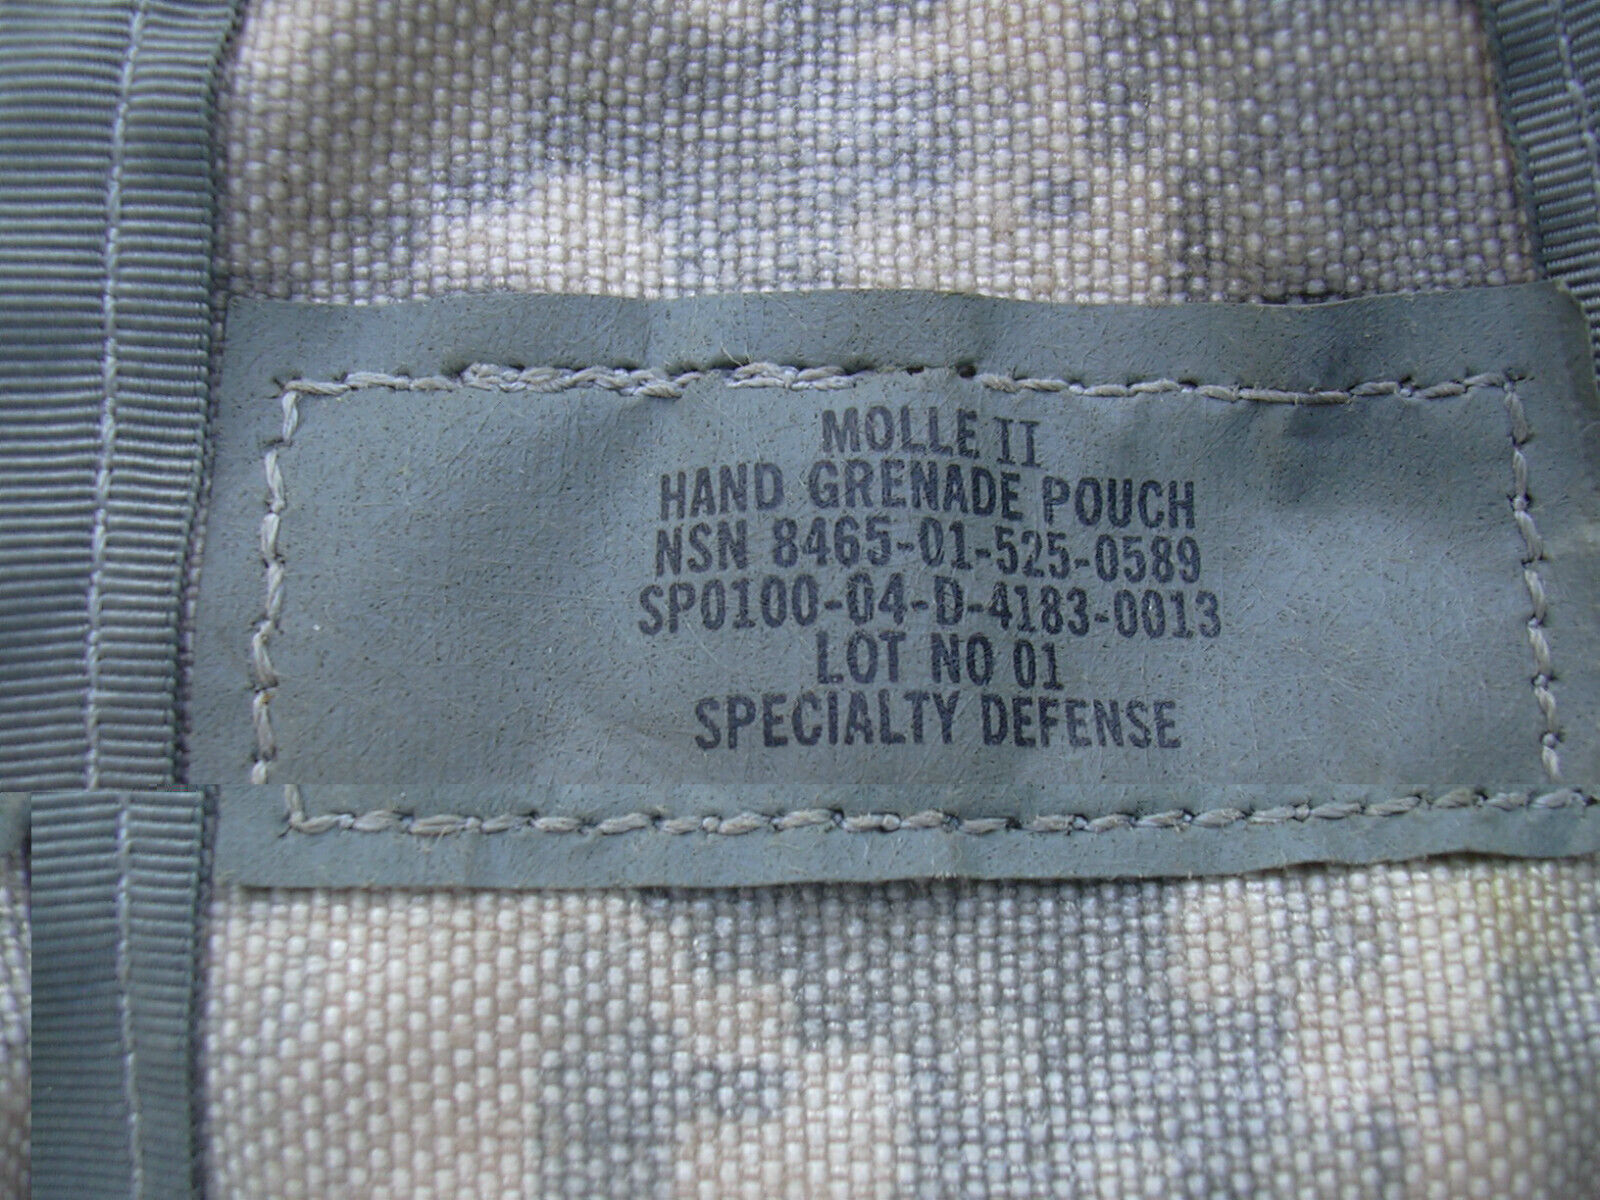 MOLLE II
HAND GRENADE POUCH
NSN 8465-01-525-0589
SP0100-04-D-4183-0013
LOT NO 01
SPECIALTY DEFENSE